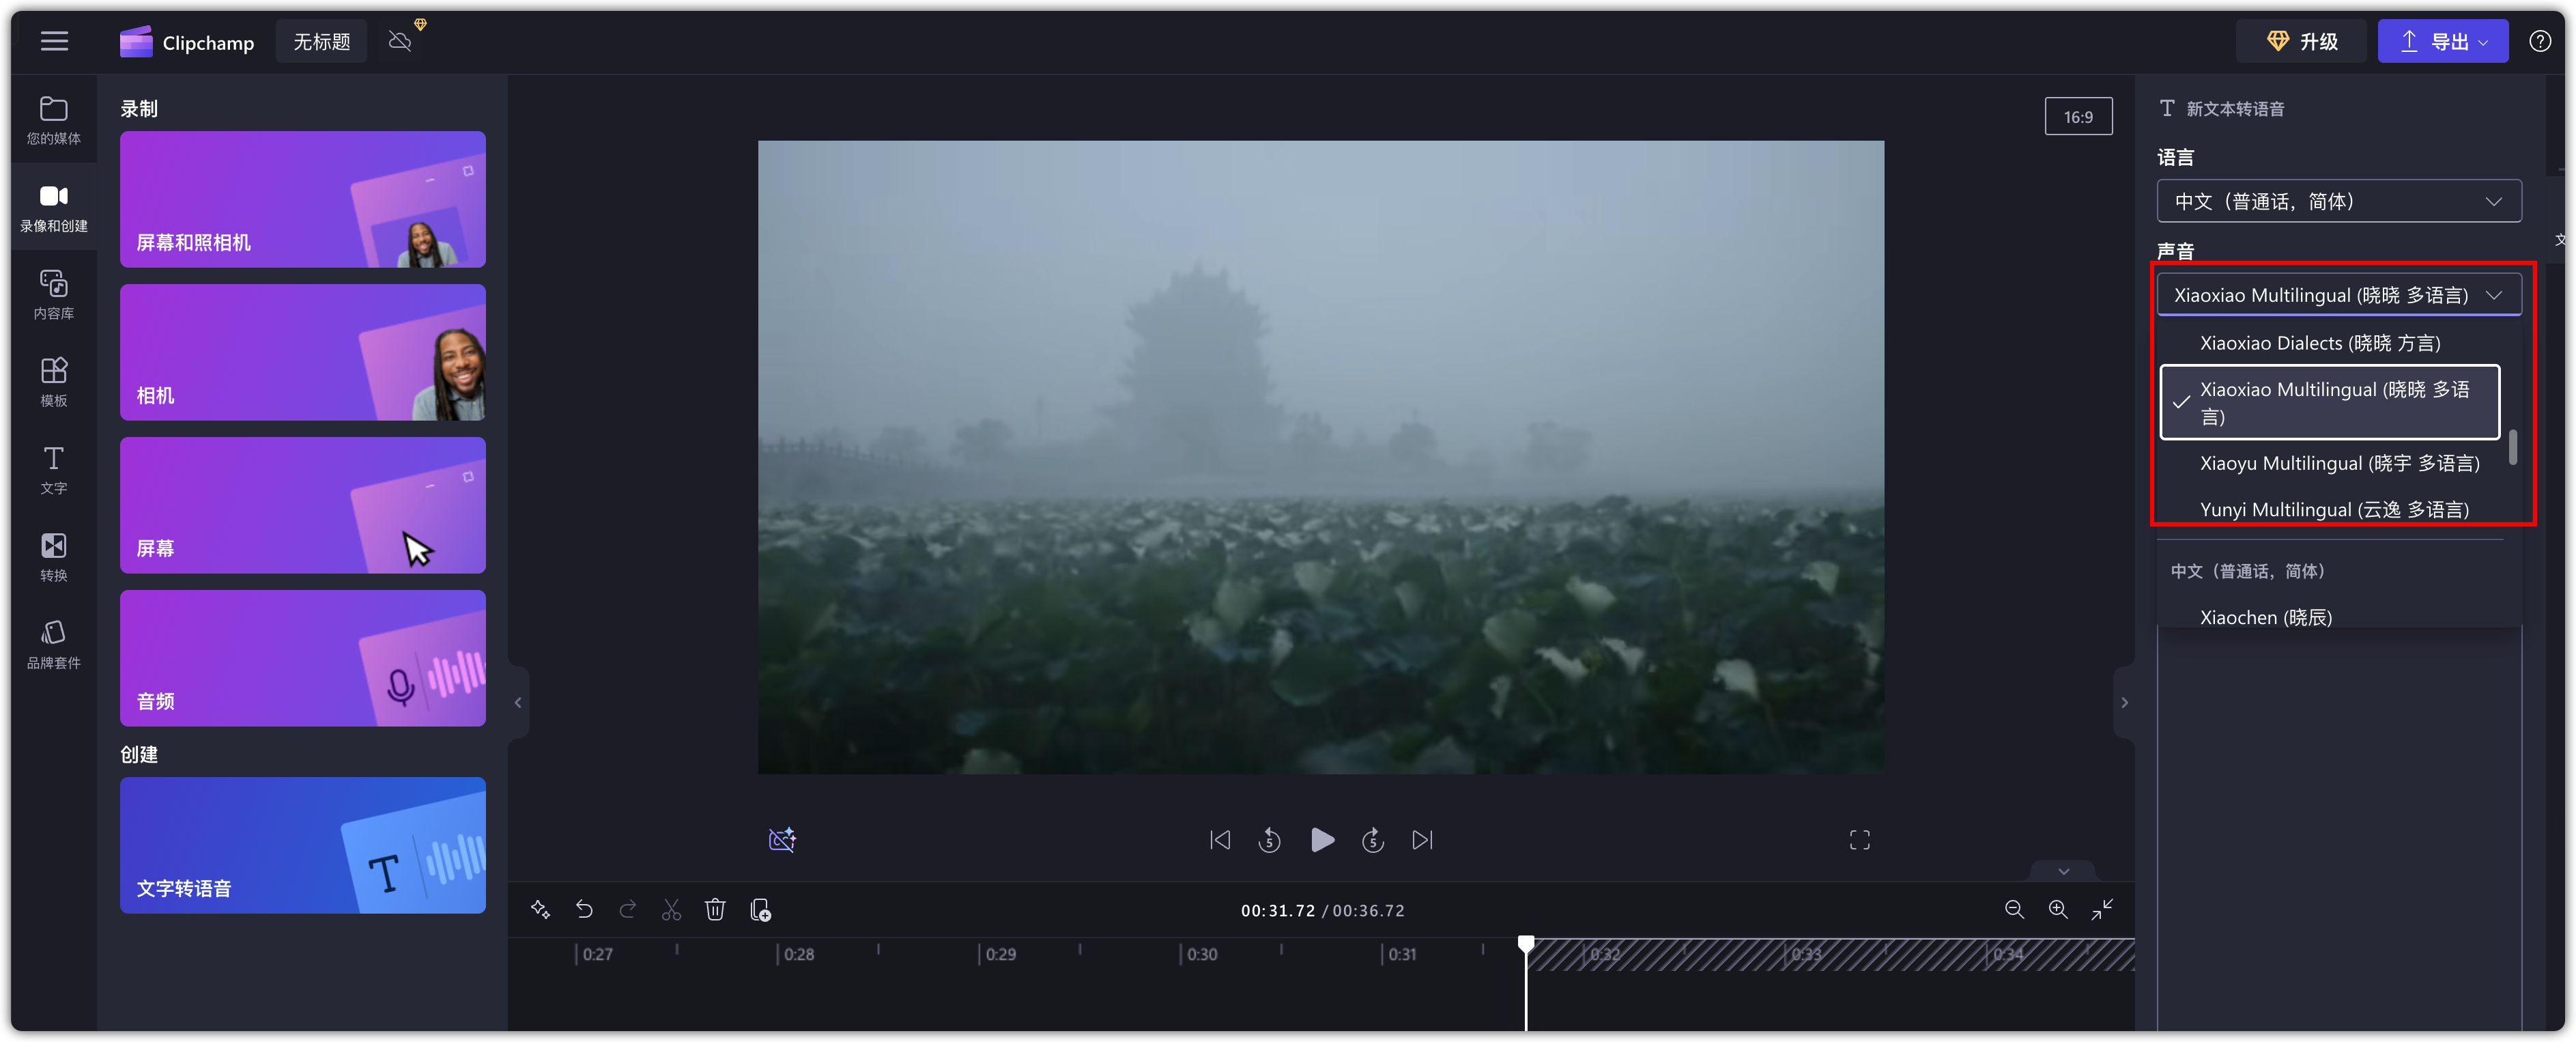 Clipchamp
无标题
升级
导出
您的媒体
录像和创建
内容库
模板
文字
转换
品牌套件
录制
屏幕和照相机
相机
屏幕
音频
创建
文字转语音
16:9
5
5
00:31.72 / 00:36.72
0:27
0:28
0:29
0:30
0:31
0:32
0:33
0:34
新文本转语音
语言
中文（普通话，简体）
声音
Xiaoxiao Multilingual (晓晓 多语言)
Xiaoxiao Dialects (晓晓 方言)
Xiaoxiao Multilingual (晓晓 多语
言)
Xiaoyu Multilingual (晓宇 多语言)
Yunyi Multilingual (云逸 多语言)
中文（普通话，简体）
Xiaochen (晓辰)